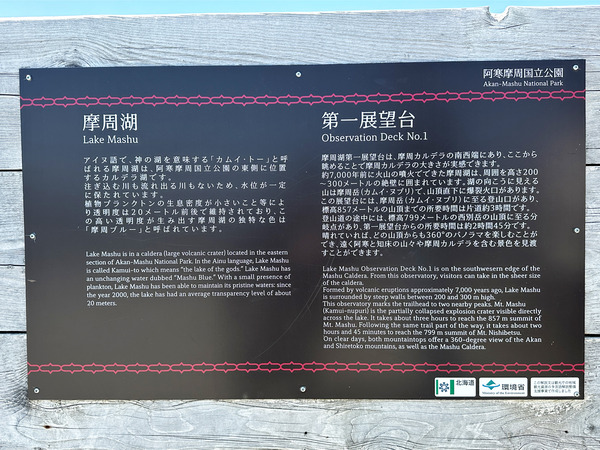 阿寒摩周国立公園
Akan-Mashu National Park
摩周湖
Lake Mashu
アイヌ語で、神の湖を意味する「カムイ・トー」と呼
ばれる摩周湖は、阿寒摩周国立公園の東側に位置
するカルデラ湖です。
注ぎ込む川も流れ出る川もないため、水位が一定
に保たれています。
植物プランクトンの生息密度が小さいこと等によ
り透明度は20メートル前後で維持されており、こ
の高い透明度が生み出す摩周湖の独特な色は
「摩周ブルー」と呼ばれています。
Lake Mashu is in a caldera (large volcanic crater) located in the eastern
section of Akan-Mashu National Park. In the Ainu language, Lake Mashu
is called Kamui-to which means "the lake of the gods." Lake Mashu has
an unchanging water dubbed "Mashu Blue." With a small presence of
plankton, Lake Mashu has been able to maintain its pristine waters: since
the year 2000, the lake has had an average transparency level of about
20 meters.
第一展望台
Observation Deck No.1
摩周湖第一展望台は、摩周カルデラの南西端にあり、ここから
眺めることで摩周カルデラの大きさが実感できます。
約7,000年前に火山の噴火でできた摩周湖は、周囲を高さ200
～300メートルの絶壁に囲まれています。湖の向こうに見える
山は摩周岳(カムイ・ヌプリ)で、山頂直下に爆裂火口があります。
この展望台には、摩周岳(カムイ・ヌプリ)に至る登山口があり、
標高857メートルの山頂までの所要時間は片道約3時間です。
登山道の途中には、標高799メートルの西別岳の山頂に至る分
岐点があり、第一展望台からの所要時間は約2時間45分です。
晴れていれば、どの山頂からも360°のパノラマを楽しむことが
でき、遠く阿寒と知床の山々や摩周カルデラを含む景色を見渡
すことができます。
Lake Mashu Observation Deck No.1 is on the southwestern edge of the
Mashu Caldera. From this observatory, visitors can take in the sheer size
of the caldera.
Formed by volcanic eruptions approximately 7,000 years ago, Lake Mashu
is surrounded by steep walls between 200 and 300 m high.
This observatory marks the trailhead to two nearby peaks. Mt. Mashu
(Kamui-nupuri) is the partially collapsed explosion crater visible directly
across the lake. It takes about three hours to reach the 857 m summit of
Mt. Mashu. Following the same trail part of the way, it takes about two
hours and 45 minutes to reach the 799 m summit of Mt. Nishibetsu.
On clear days, both mountaintops offer a 360-degree view of the Akan
and Shiretoko mountains, as well as the Mashu Caldera.
北海道
環境省
Ministry of the Environment